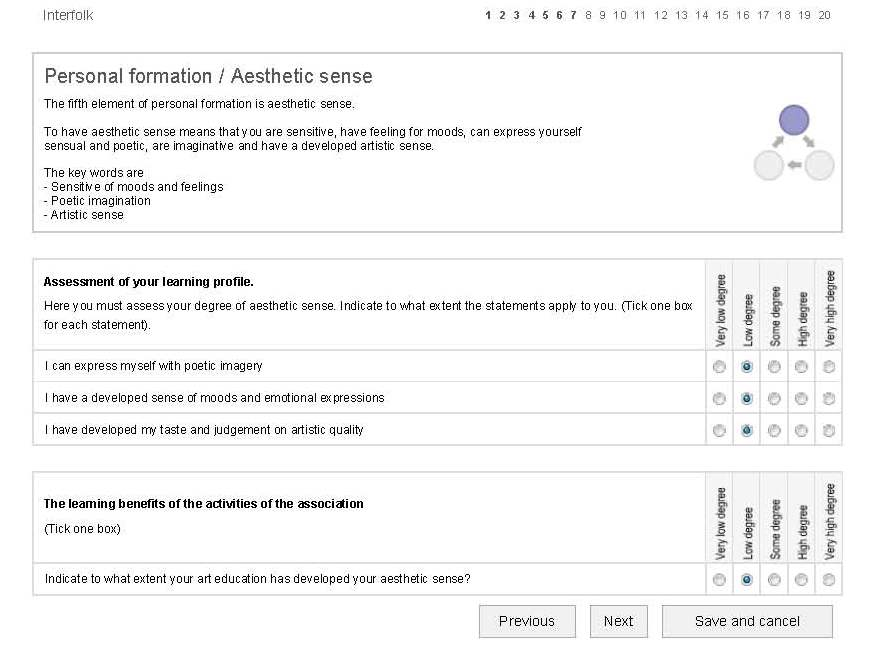 Interfolk
1 2 3 4 5 6 7 8 9 10 11 12 13 14 15 16 17 18 19 20
Personal formation / Aesthetic sense
The fifth element of personal formation is aesthetic sense.
To have aesthetic sense means that you are sensitive, have feeling for moods, can express yourself
sensual and poetic, are imaginative and have a developed artistic sense.
The key words are
- Sensitive of moods and feelings
- Poetic imagination
- Artistic sense
Assessment of your learning profile.
Here you must assess your degree of aesthetic sense. Indicate to what extent the statements apply to you. (Tick one box
for each statement).
Very low degree
Low degree
Some degree
High degree
Very high degree
I can express myself with poetic imagery
I have a developed sense of moods and emotional expressions
I have developed my taste and judgement on artistic quality
The learning benefits of the activities of the association
(Tick one box)
Very low degree
Low degree
Some degree
High degree
Very high degree
Indicate to what extent your art education has developed your aesthetic sense?
Previous
Next
Save and cancel